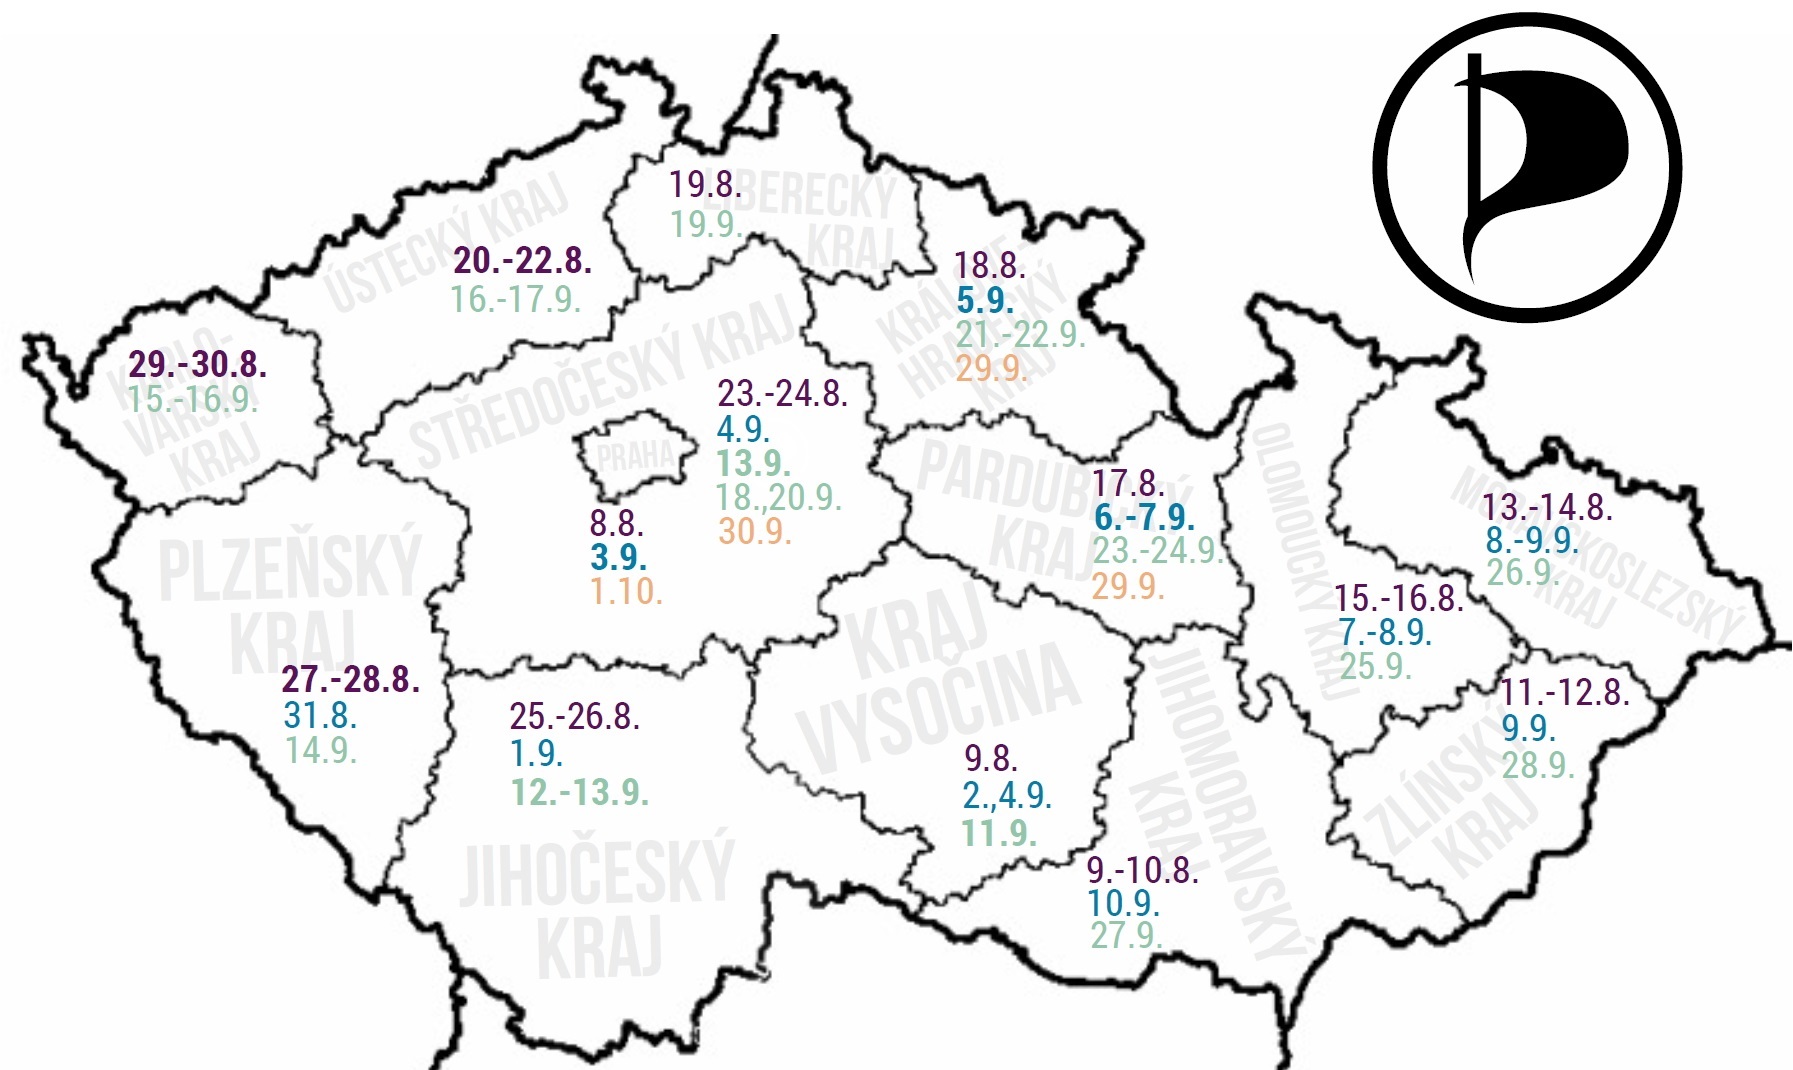 LIBERECKÝ
KRAJ
19.8.
19.9.
ÚSTECKÝ KRAJ
20.-22.8.
16.-17.9.
KRÁLOVÉ-
HRADECKÝ
KRAJ
18.8.
5.9.
21.-22.9.
29.9.
KARLO-
VARSKÝ
KRAJ
29.-30.8.
15.-16.9.
STŘEDOČESKÝ KRAJ
23.-24.8.
4.9.
13.9.
18.,20.9.
30.9.
PRAHA
8.8.
3.9.
1.10.
PARDUBICKÝ
KRAJ
17.8.
6.-7.9.
23.-24.9.
29.9.
OLOMOUCKÝ KRAJ
15.-16.8.
7.-8.9.
25.9.
MORAVSKOSLEZSKÝ
KRAJ
13.-14.8.
8.-9.9.
26.9.
PLZEŇSKÝ
KRAJ
27.-28.8.
31.8.
14.9.
25.-26.8.
1.9.
12.-13.9.
JIHOČESKÝ
KRAJ
KRAJ
VYSOČINA
9.8.
2.,4.9.
11.9.
JIHOMORAVSKÝ
KRAJ
9.-10.8.
10.9.
27.9.
ZLÍNSKÝ
KRAJ
11.-12.8.
9.9.
28.9.